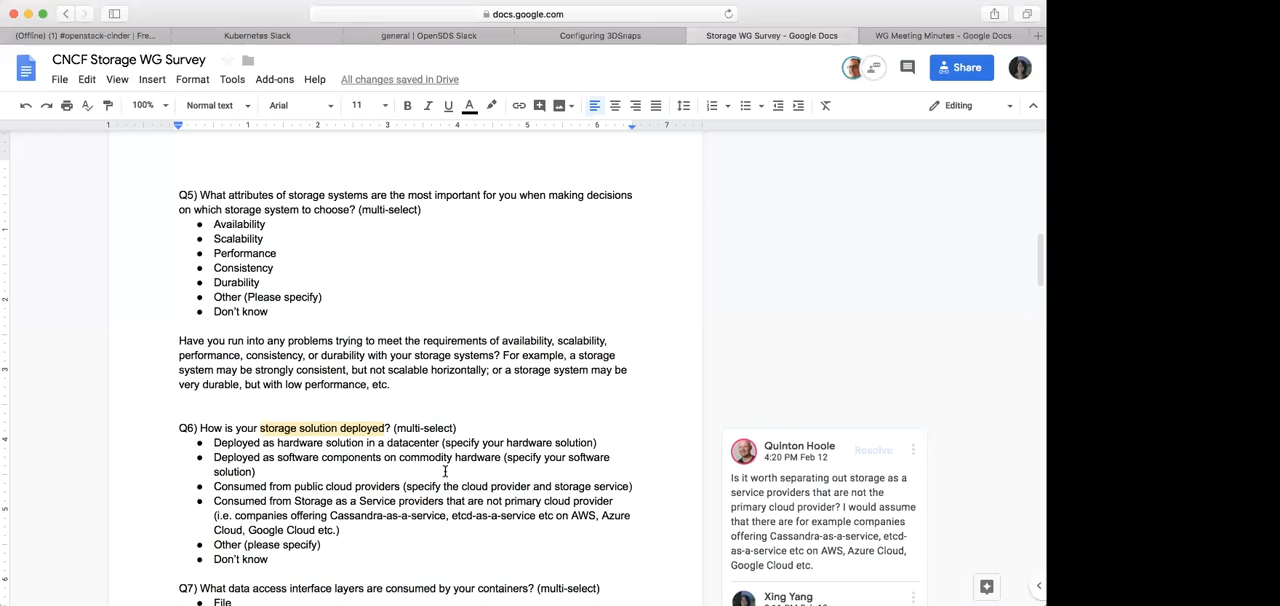 docs.google.com
(Offline) (1) #openstack-cinder | Fre...
Kubernetes Slack
general | OpenSDS Slack
Configuring 3DSnaps
Storage WG Survey - Google Docs
WG Meeting Minutes - Google Docs
CNCF Storage WG Survey
File Edit View Insert Format Tools Add-ons Help All changes saved in Drive
Share
100% Normal text Arial 11 B I U A Editing
1 1 2 3 4 5 6 7
Q5) What attributes of storage systems are the most important for you when making decisions
on which storage system to choose? (multi-select)
● Availability
● Scalability
● Performance
● Consistency
● Durability
● Other (Please specify)
● Don't know
Have you run into any problems trying to meet the requirements of availability, scalability,
performance, consistency, or durability with your storage systems? For example, a storage
system may be strongly consistent, but not scalable horizontally; or a storage system may be
very durable, but with low performance, etc.
Q6) How is your storage solution deployed? (multi-select)
● Deployed as hardware solution in a datacenter (specify your hardware solution)
● Deployed as software components on commodity hardware (specify your software
solution)
● Consumed from public cloud providers (specify the cloud provider and storage service)
● Consumed from Storage as a Service providers that are not primary cloud provider
(i.e. companies offering Cassandra-as-a-service, etcd-as-a-service etc on AWS, Azure
Cloud, Google Cloud etc.)
● Other (please specify)
● Don't know
Q7) What data access interface layers are consumed by your containers? (multi-select)
● File
Quinton Hoole
4:20 PM Feb 12
Resolve
Is it worth separating out storage as a
service providers that are not the
primary cloud provider? I would assume
that there are for example companies
offering Cassandra-as-a-service, etcd-
as-a-service etc on AWS, Azure Cloud,
Google Cloud etc.
Xing Yang